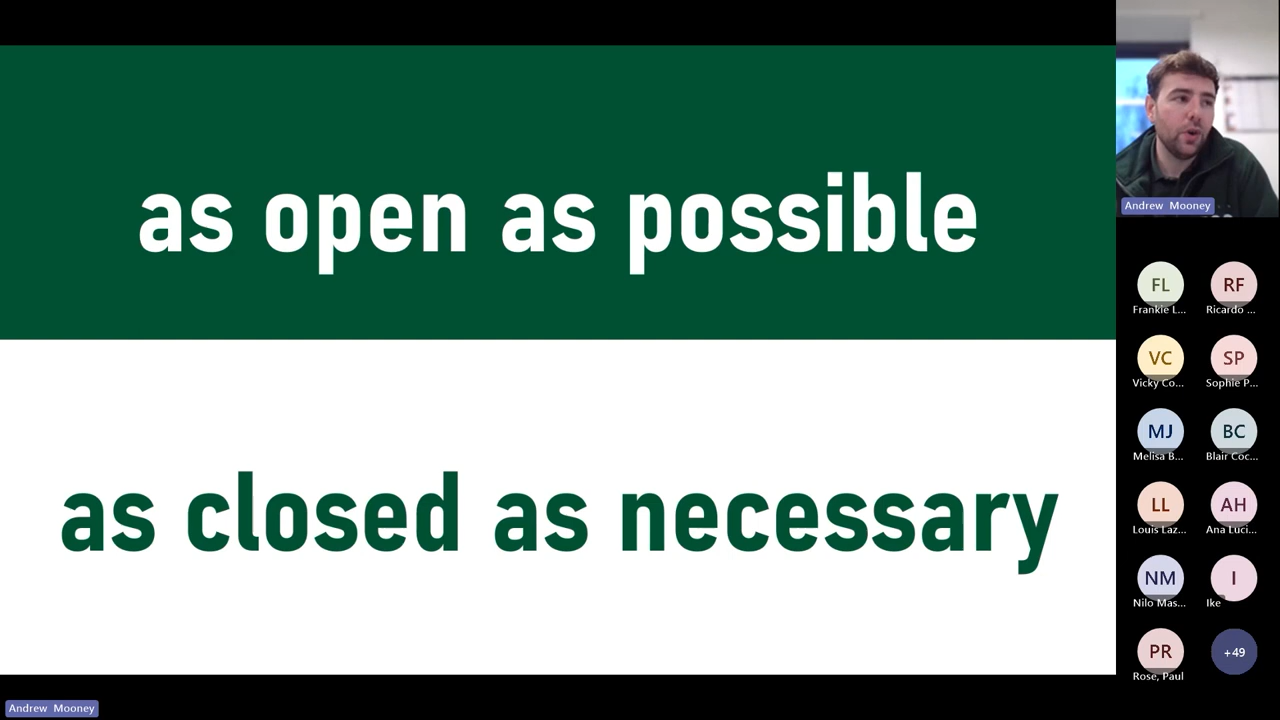 as open as possible
as closed as necessary
Andrew Mooney
FL
RF
Frankie L...
Ricardo ...
VC
SP
Vicky Co...
Sophie P...
MJ
BC
Melisa B...
Blair Coc...
LL
AH
Louis Laz...
Ana Luci...
NM
I
Nilo Mas...
Ike
PR
+49
Rose, Paul
Andrew Mooney